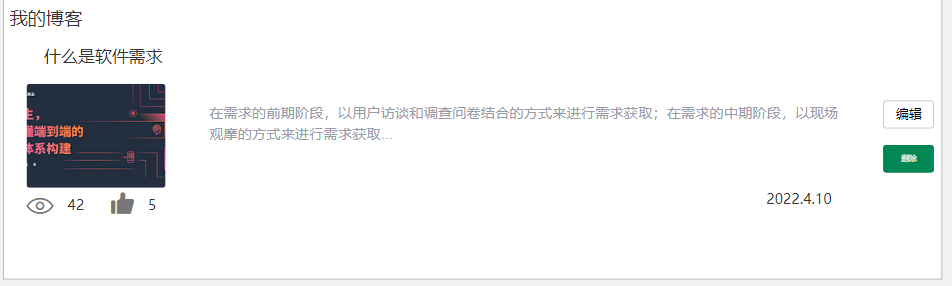 我的博客
什么是软件需求
生,
端到端的
体系构建
在需求的前期阶段，以用户访谈和调查问卷结合的方式来进行需求获取；在需求的中期阶段，以现场
观摩的方式来进行需求获取...
编辑
删除
42
5
2022.4.10